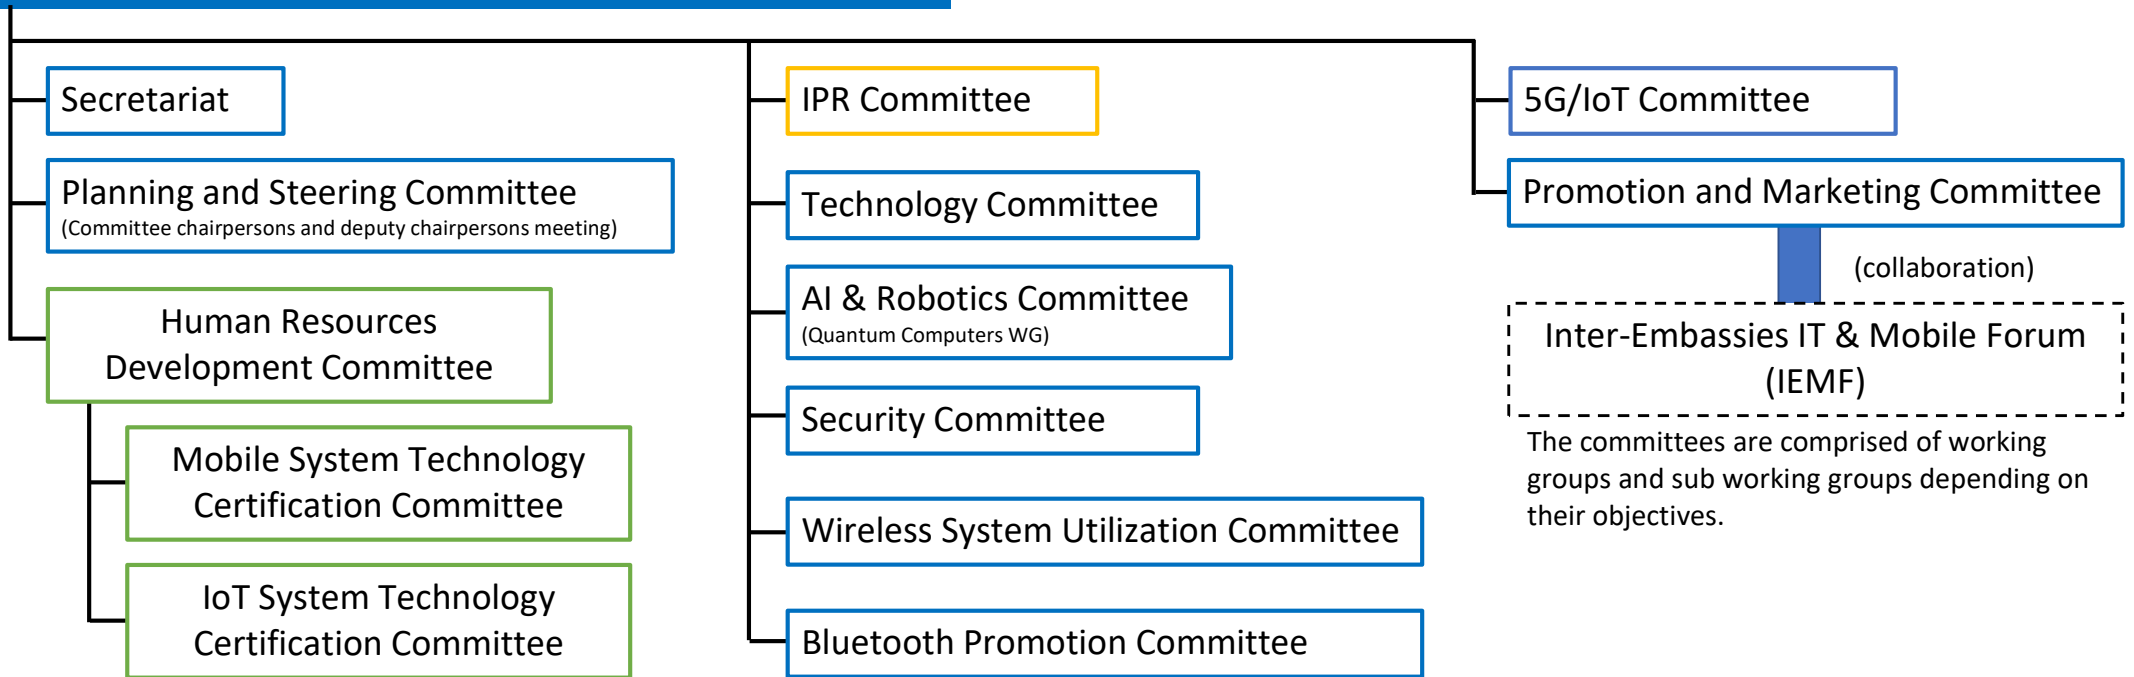 Secretariat
Planning and Steering Committee
(Committee chairpersons and deputy chairpersons meeting)
Human Resources
Development Committee
Mobile System Technology
Certification Committee
IoT System Technology
Certification Committee
IPR Committee
Technology Committee
AI & Robotics Committee
(Quantum Computers WG)
Security Committee
Wireless System Utilization Committee
Bluetooth Promotion Committee
5G/IoT Committee
Promotion and Marketing Committee
(collaboration)
Inter-Embassies IT & Mobile Forum
(IEMF)
The committees are comprised of working
groups and sub working groups depending on
their objectives.